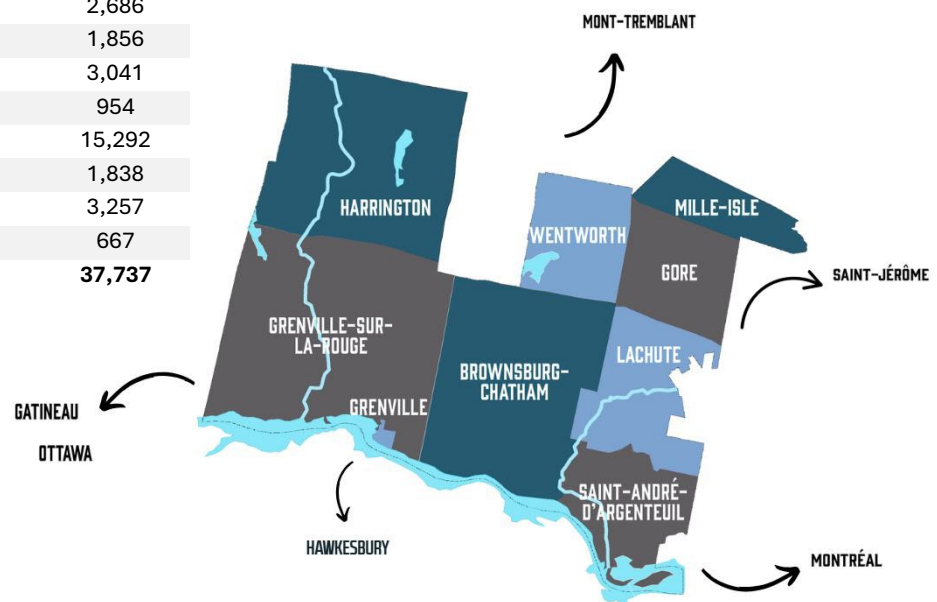 2,686
1,856
3,041
954
15,292
1,838
3,257
667
37,737
MONT-TREMBLANT
HARRINGTON
WENTWORTH
MILLE-ISLE
GORE
SAINT-JÉRÔME
GRENVILLE-SUR-
LA-ROUGE
LACHUTE
BROWNSBURG-
CHATHAM
GRENVILLE
GATINEAU
OTTAWA
SAINT-ANDRÉ-
D'ARGENTEUIL
HAWKESBURY
MONTRÉAL